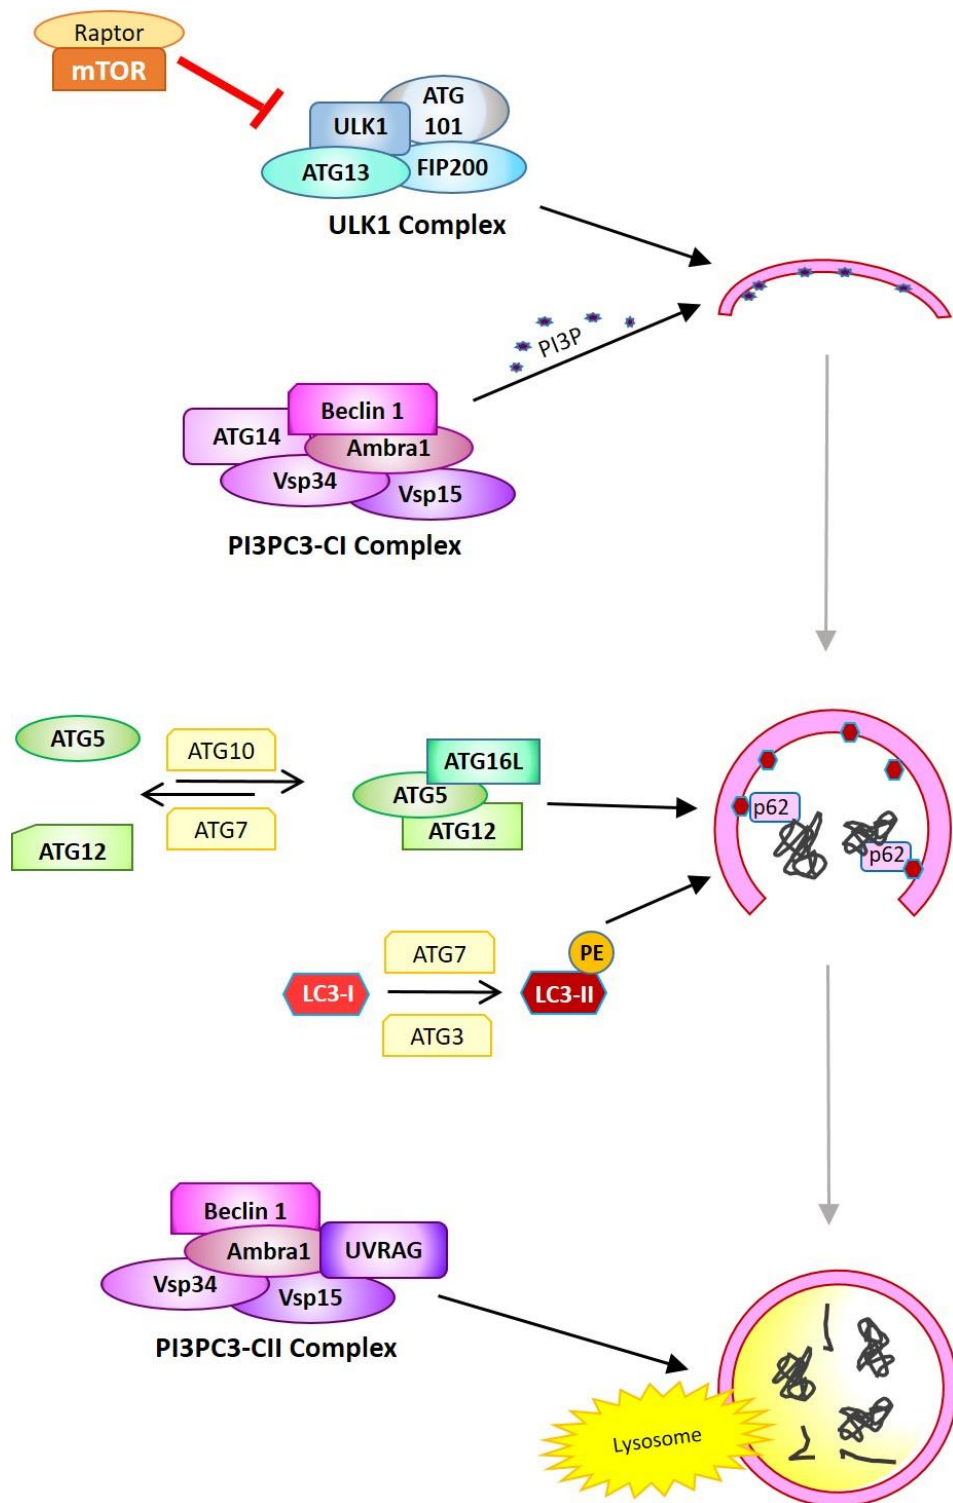 Raptor
mTOR
ATG
101
ULK1
ATG13
FIP200
ULK1 Complex
PI3P
Beclin 1
ATG14
Ambra1
Vsp34
Vsp15
PI3PC3-CI Complex
ATG5
ATG10
ATG7
ATG12
ATG16L
ATG5
ATG12
p62
p62
ATG7
LC3-I
ATG3
PE
LC3-II
Beclin 1
Ambra1
UVRAG
Vsp34
Vsp15
PI3PC3-CII Complex
Lysosome